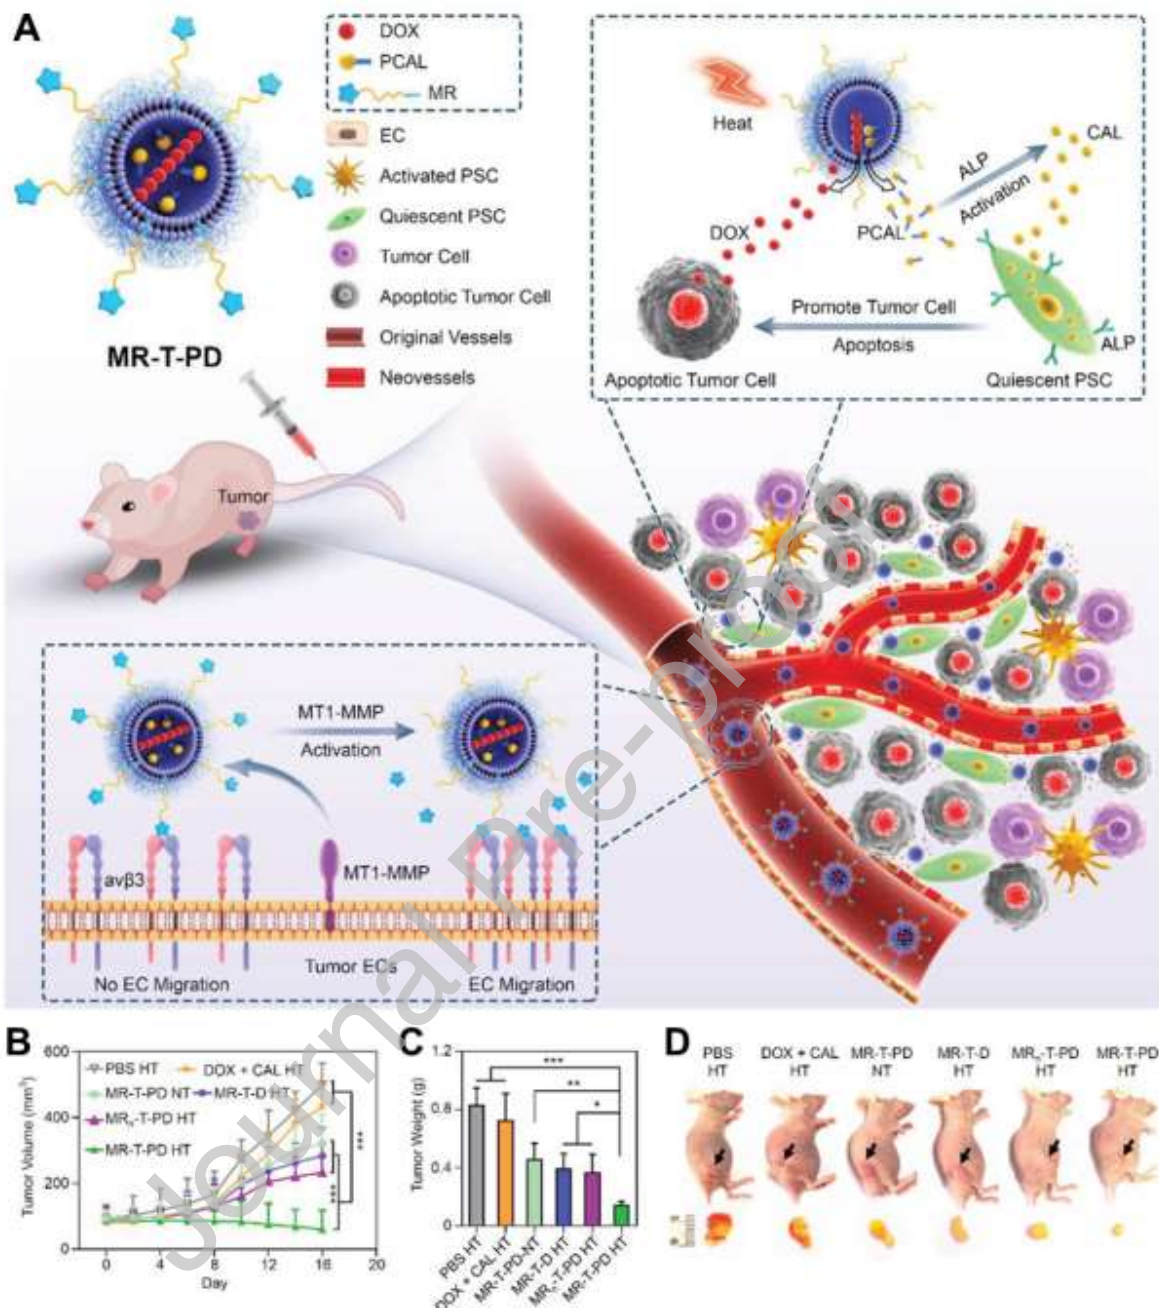 A
DOX
PCAL
MR
EC
Activated PSC
Quiescent PSC
Tumor Cell
Apoptotic Tumor Cell
Original Vessels
Neovessels
MR-T-PD
Heat
ALP
Activation
CAL
DOX
PCAL
Promote Tumor Cell
Apoptosis
ALP
Apoptotic Tumor Cell
Quiescent PSC
Tumor
MT1-MMP
Activation
avβ3
MT1-MMP
Tumor ECs
No EC Migration
EC Migration
Journal Pre-proof
B
PBS HT
DOX + CAL HT
MR-T-PD NT
MR-T-D HT
MRn-T-PD HT
MR-T-PD HT
***
***
Tumor Volume (mm³)
600
400
200
0
0 4 8 12 16 20
Day
C
***
**
*
Tumor Weight (g)
1.2
0.8
0.4
0
PBS HT
DOX + CAL HT
MR-T-PD-NT
MR-T-D HT
MRn-T-PD HT
MR-T-PD HT
D
PBS HT
DOX + CAL HT
MR-T-PD NT
MR-T-D HT
MRn-T-PD HT
MR-T-PD HT